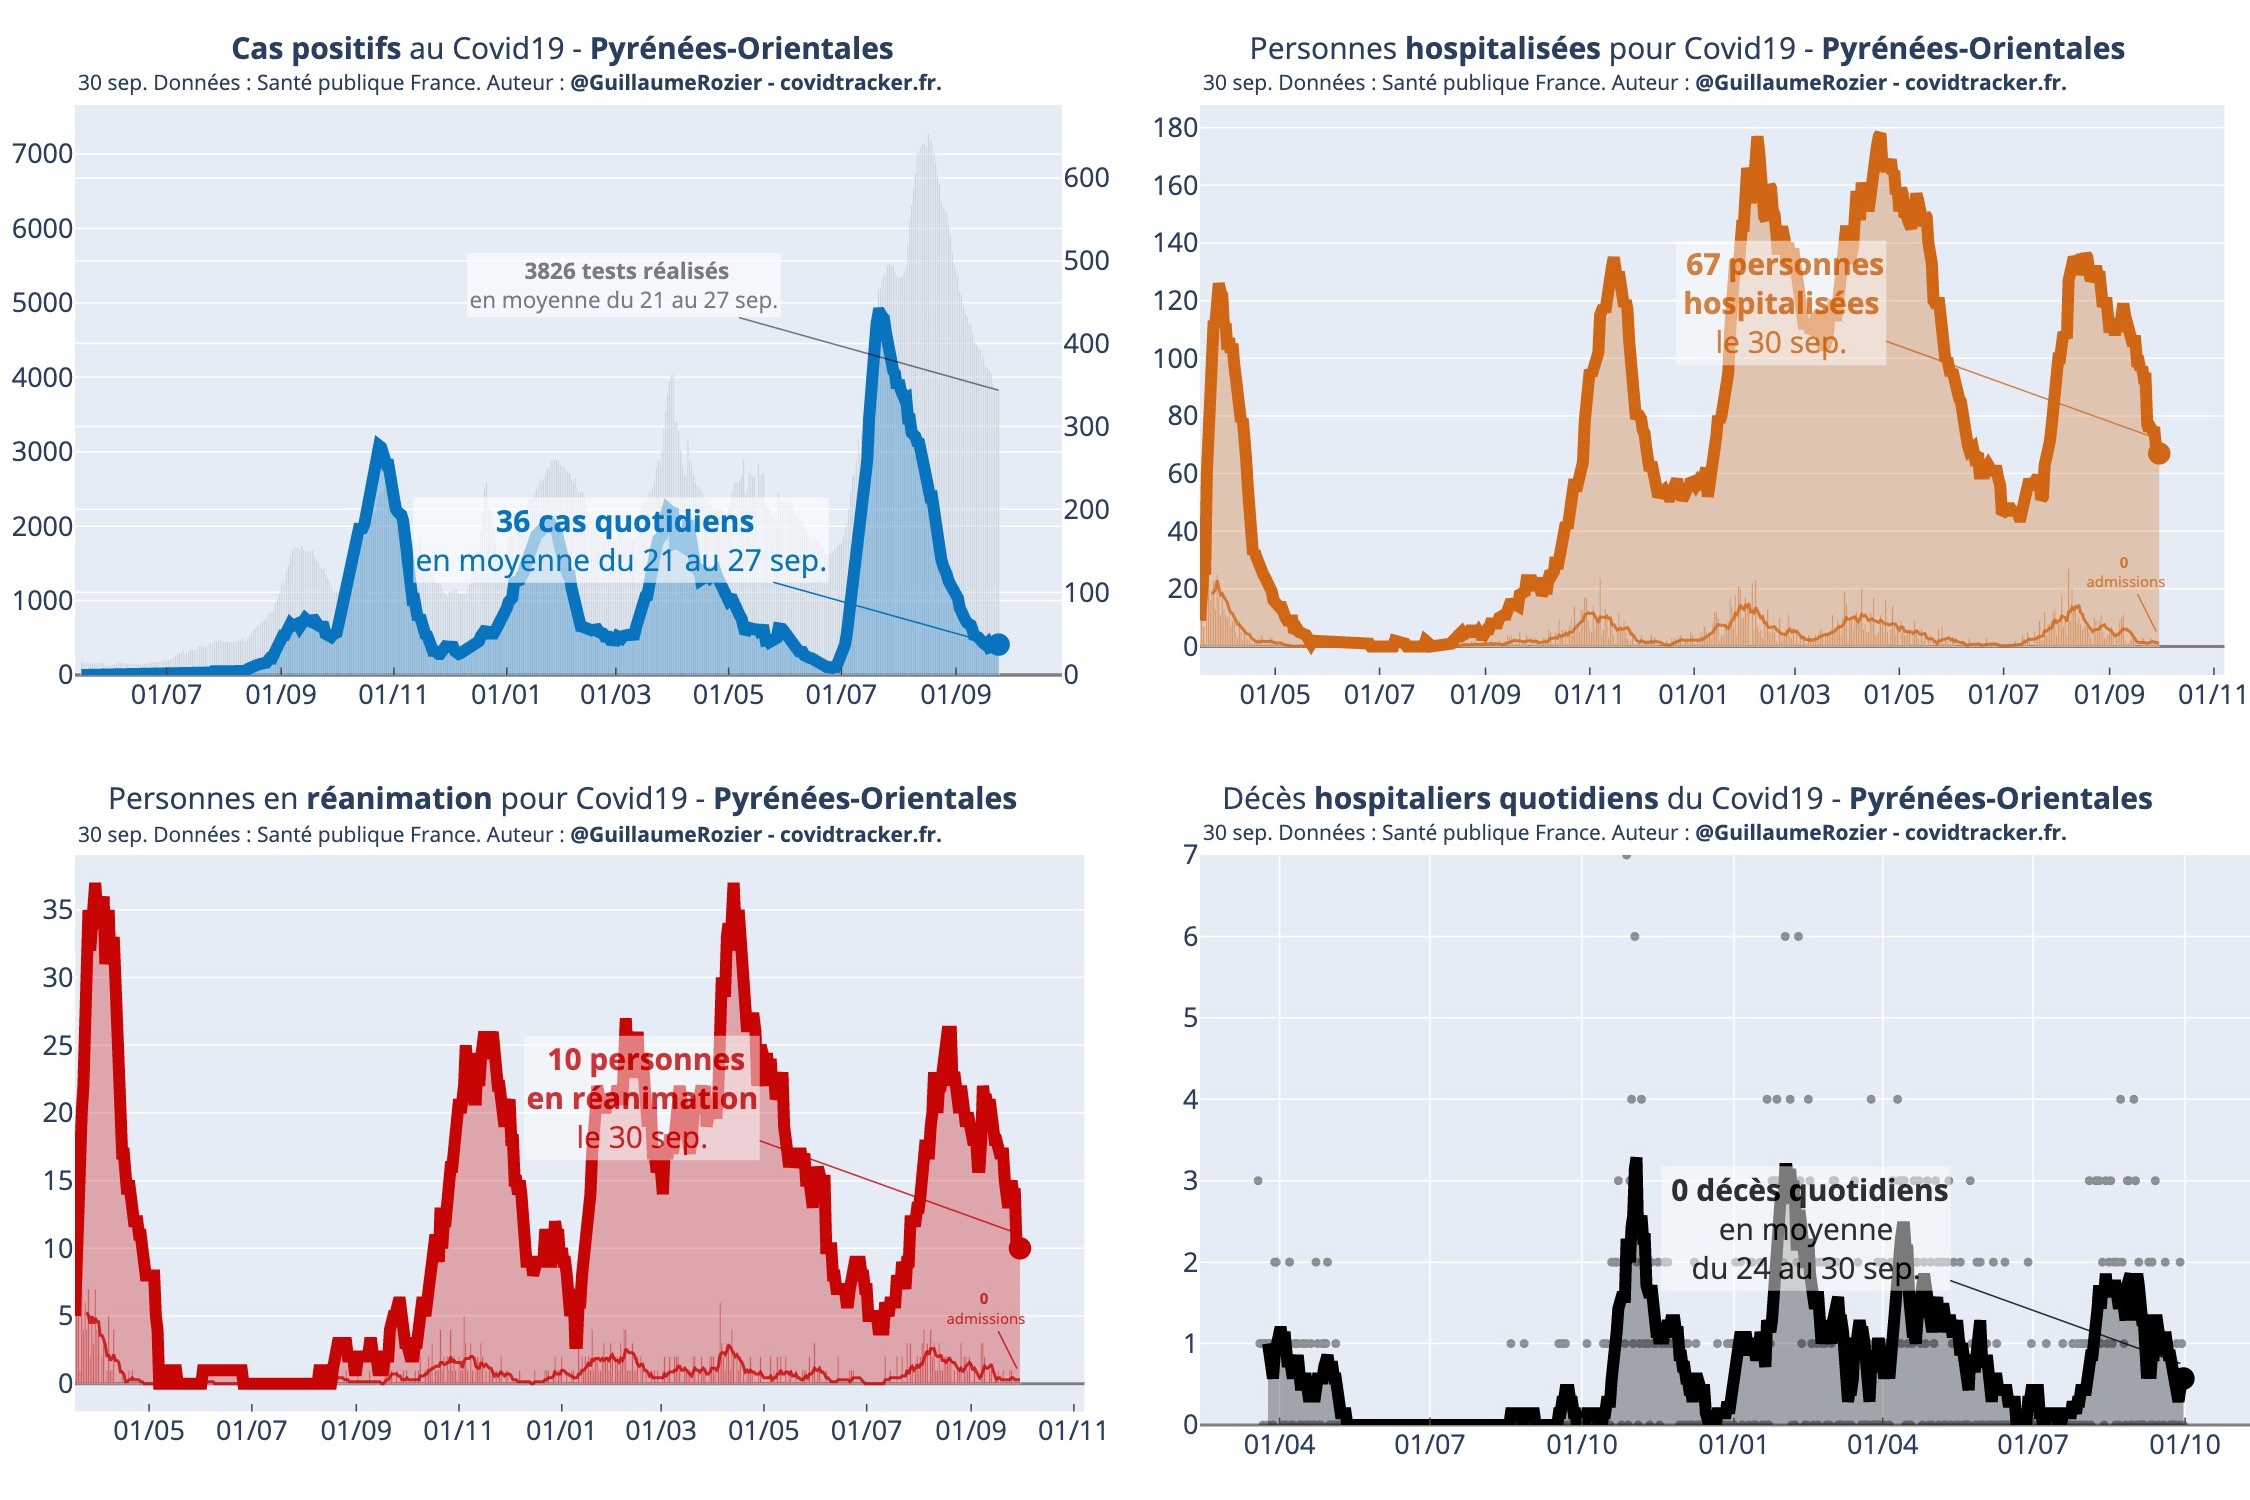 Cas positifs au Covid19 - Pyrénées-Orientales
30 sep. Données : Santé publique France. Auteur : @GuillaumeRozier - covidtracker.fr.
7000
6000
5000
4000
3000
2000
1000
0
600
500
400
300
200
100
0
3826 tests réalisés
en moyenne du 21 au 27 sep.
36 cas quotidiens
en moyenne du 21 au 27 sep.
01/07 01/09 01/11 01/01 01/03 01/05 01/07 01/09
Personnes hospitalisées pour Covid19 - Pyrénées-Orientales
30 sep. Données : Santé publique France. Auteur : @GuillaumeRozier - covidtracker.fr.
180
160
140
120
100
80
60
40
20
0
67 personnes
hospitalisées
le 30 sep.
0
admissions
01/05 01/07 01/09 01/11 01/01 01/03 01/05 01/07 01/09 01/11
Personnes en réanimation pour Covid19 - Pyrénées-Orientales
30 sep. Données : Santé publique France. Auteur : @GuillaumeRozier - covidtracker.fr.
35
30
25
20
15
10
5
0
10 personnes
en réanimation
le 30 sep.
0
admissions
01/05 01/07 01/09 01/11 01/01 01/03 01/05 01/07 01/09 01/11
Décès hospitaliers quotidiens du Covid19 - Pyrénées-Orientales
30 sep. Données : Santé publique France. Auteur : @GuillaumeRozier - covidtracker.fr.
7
6
5
4
3
2
1
0
0 décès quotidiens
en moyenne
du 24 au 30 sep.
01/04 01/07 01/10 01/01 01/04 01/07 01/10